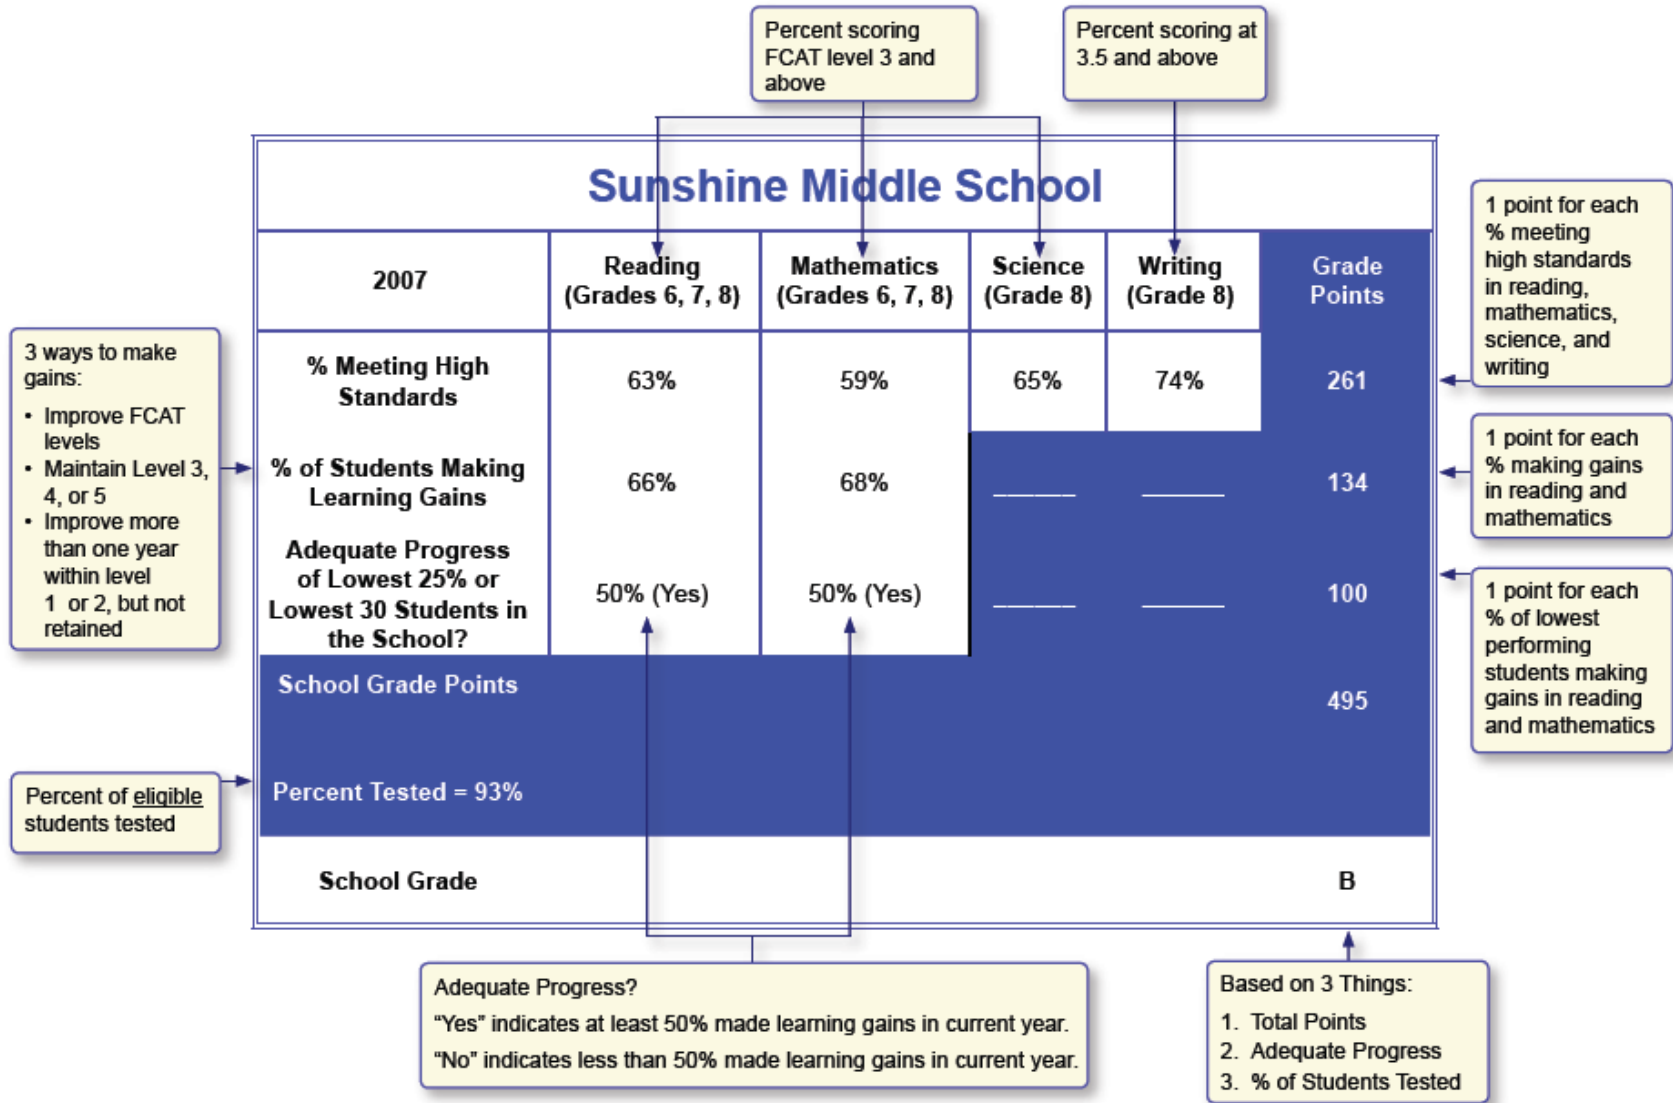 Percent scoring
FCAT level 3 and
above
Percent scoring at
3.5 and above
Sunshine Middle School
2007
Reading
(Grades 6, 7, 8)
Mathematics
(Grades 6, 7, 8)
Science
(Grade 8)
Writing
(Grade 8)
Grade
Points
% Meeting High
Standards
63%
59%
65%
74%
261
% of Students Making
Learning Gains
66%
68%
134
Adequate Progress
of Lowest 25% or
Lowest 30 Students in
the School?
50% (Yes)
50% (Yes)
100
School Grade Points
495
Percent Tested = 93%
School Grade
B
3 ways to make
gains:
• Improve FCAT
levels
• Maintain Level 3,
4, or 5
• Improve more
than one year
within level
1 or 2, but not
retained
Percent of eligible
students tested
1 point for each
% meeting
high standards
in reading,
mathematics,
science, and
writing
1 point for each
% making gains
in reading and
mathematics
1 point for each
% of lowest
performing
students making
gains in reading
and mathematics
Adequate Progress?
“Yes” indicates at least 50% made learning gains in current year.
“No” indicates less than 50% made learning gains in current year.
Based on 3 Things:
1. Total Points
2. Adequate Progress
3. % of Students Tested